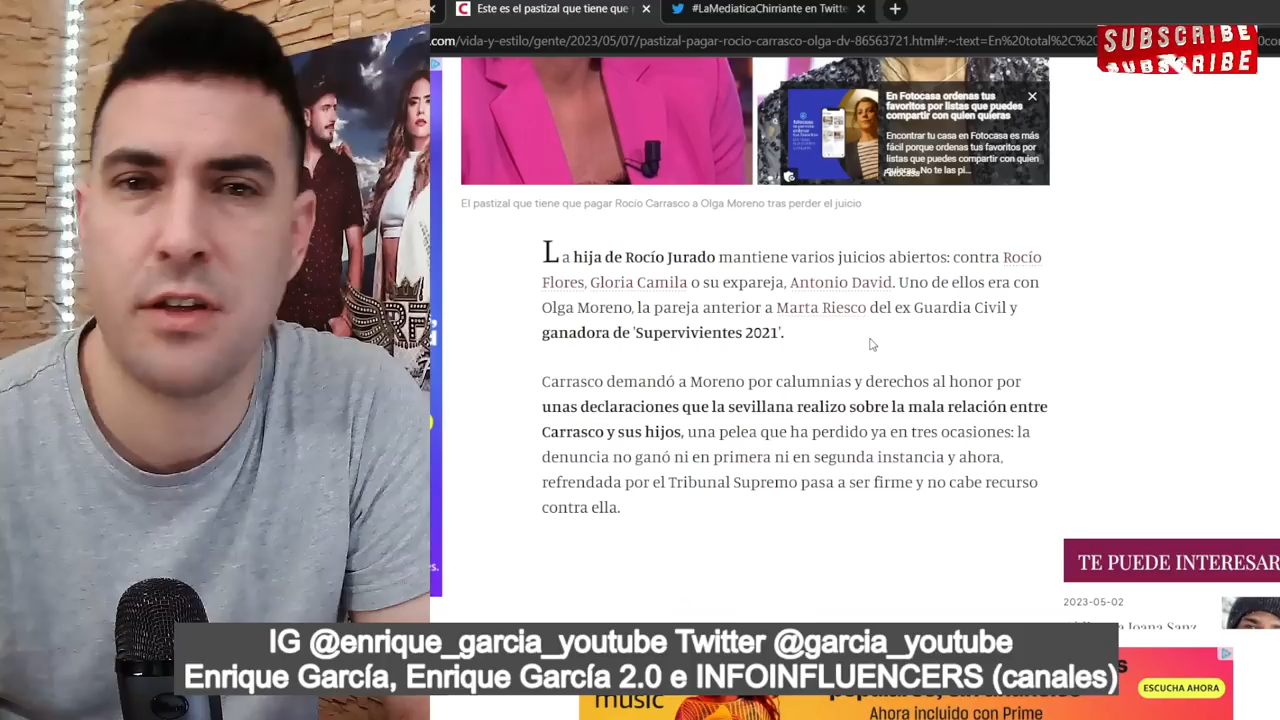 Este es el pastizal que tiene que
#LaMediaticaChirriante en Twitte
.com/vida-y-estilo/gente/2023/05/07/pastizal-pagar-rocio-carrasco-olga-dv-86563721.html#:~:text=En%20total%2C%20
SUBSCRIBE
SUBSCRIBE
En Fotocasa ordenas tus
favoritos por listas que puedes
compartir con quien quieras
Encontrar tu casa en Fotocasa es más
fácil porque ordenas tus favoritos por
listas que puedes compartir con quien
quieras. No te las pi...
Fotocasa
El pastizal que tiene que pagar Rocío Carrasco a Olga Moreno tras perder el juicio
La hija de Rocío Jurado mantiene varios juicios abiertos: contra Rocío
Flores, Gloria Camila o su expareja, Antonio David. Uno de ellos era con
Olga Moreno, la pareja anterior a Marta Riesco del ex Guardia Civil y
ganadora de 'Supervivientes 2021'.
Carrasco demandó a Moreno por calumnias y derechos al honor por
unas declaraciones que la sevillana realizo sobre la mala relación entre
Carrasco y sus hijos, una pelea que ha perdido ya en tres ocasiones: la
denuncia no ganó ni en primera ni en segunda instancia y ahora,
refrendada por el Tribunal Supremo pasa a ser firme y no cabe recurso
contra ella.
TE PUEDE INTERESAR
2023-05-02
IG @enrique_garcia_youtube Twitter @garcia_youtube
Enrique García, Enrique García 2.0 e INFOINFLUENCERS (canales)
music
ESCUCHA AHORA
Ahora incluido con Prime